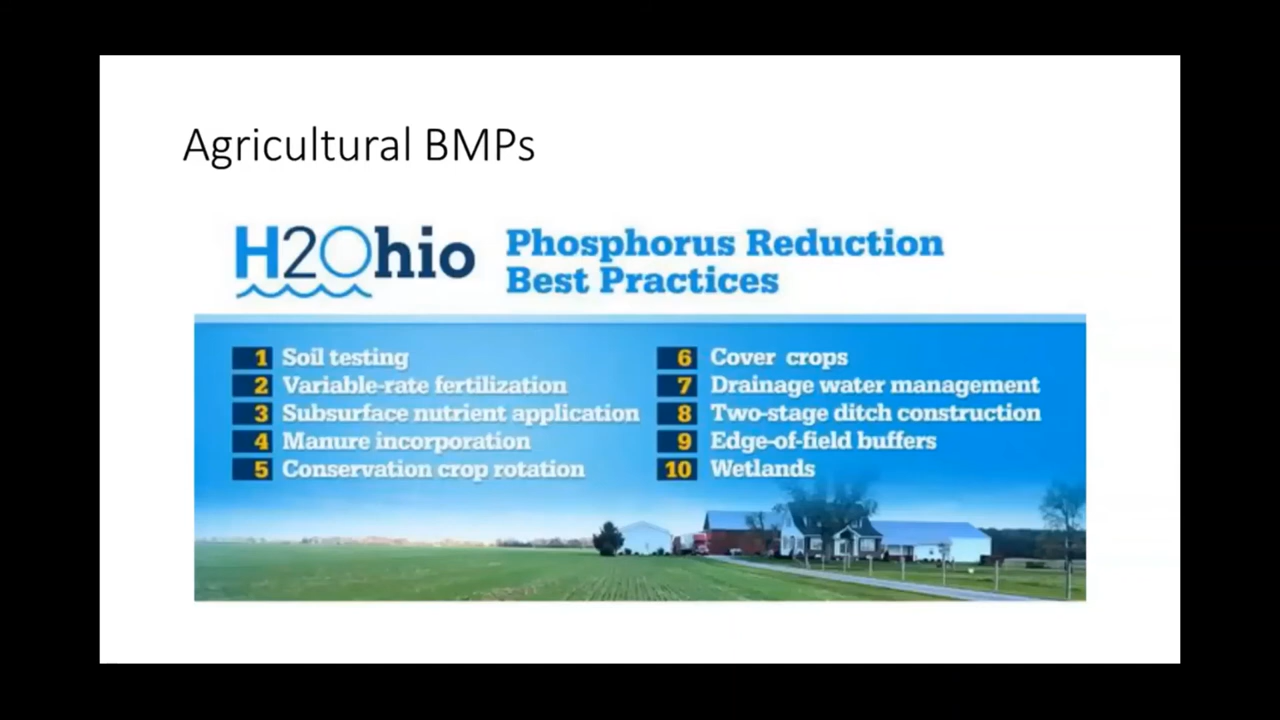 Agricultural BMPs
H2Ohio
Phosphorus Reduction
Best Practices
1 Soil testing
2 Variable-rate fertilization
3 Subsurface nutrient application
4 Manure incorporation
5 Conservation crop rotation
6 Cover crops
7 Drainage water management
8 Two-stage ditch construction
9 Edge-of-field buffers
10 Wetlands